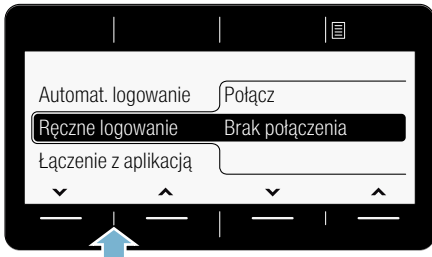 Automat. logowanie Połącz
Ręczne logowanie Brak połączenia
Łączenie z aplikacją